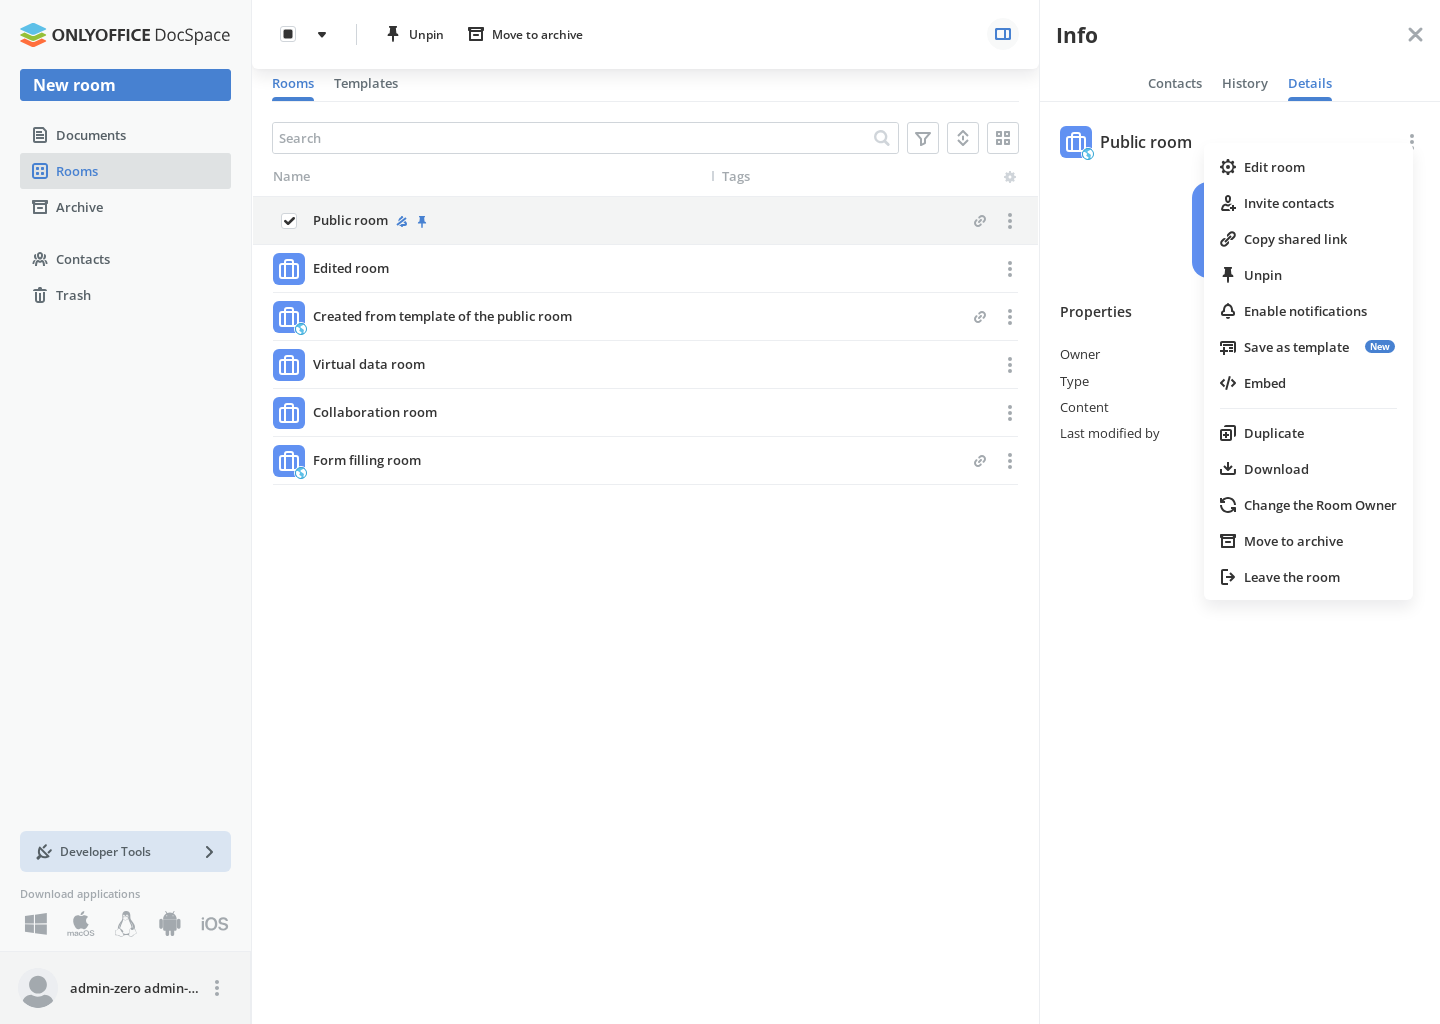 ONLYOFFICE DocSpace
New room
Documents
Rooms
Archive
Contacts
Trash
Developer Tools
Download applications
macOS
iOS
admin-zero admin-...
Unpin
Move to archive
Rooms
Templates
Search
Name
Tags
Public room
Edited room
Created from template of the public room
Virtual data room
Collaboration room
Form filling room
Info
Contacts
History
Details
Public room
Properties
Owner
Type
Content
Last modified by
Edit room
Invite contacts
Copy shared link
Unpin
Enable notifications
Save as template New
Embed
Duplicate
Download
Change the Room Owner
Move to archive
Leave the room